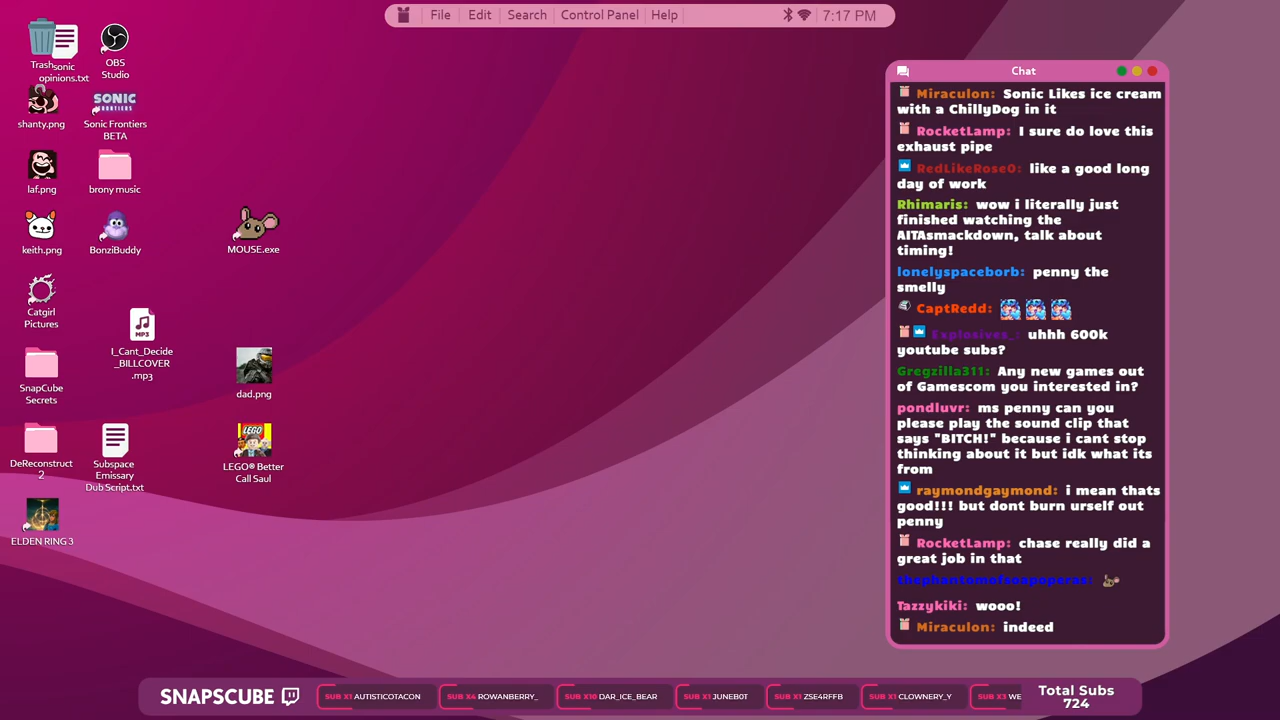 File Edit Search Control Panel Help 7:17 PM
Trash
sonic
opinions.txt
OBS
Studio
shanty.png
SONIC
FRONTIERS
Sonic Frontiers
BETA
laf.png
brony music
keith.png
BonziBuddy
MOUSE.exe
Catgirl
Pictures
MP3
I_Cant_Decide
_BILLCOVER
.mp3
SnapCube
Secrets
dad.png
DeReconstruct
2
Subspace
Emissary
Dub Script.txt
LEGO
LEGO® Better
Call Saul
ELDEN RING 3
Chat
Miraculon: Sonic Likes ice cream
with a ChillyDog in it
RocketLamp: I sure do love this
exhaust pipe
RedLikeRose0: like a good long
day of work
Rhimaris: wow i literally just
finished watching the
AITAsmackdown, talk about
timing!
lonelyspaceborb: penny the
smelly
CaptRedd:
Explosives_: uhhh 600k
youtube subs?
Gregzilla311: Any new games out
of Gamescom you interested in?
pondluvr: ms penny can you
please play the sound clip that
says "BITCH!" because i cant stop
thinking about it but idk what its
from
raymondgaymond: i mean thats
good!!! but dont burn urself out
penny
RocketLamp: chase really did a
great job in that
thephantomofsoapoperas:
Tazzykiki: wooo!
Miraculon: indeed
SNAPSCUBE
SUB X1 AUTISTICOTACON
SUB X4 ROWANBERRY_
SUB X10 DAR_ICE_BEAR
SUB X1 JUNEB0T
SUB X1 ZSE4RFFB
SUB X1 CLOWNERY_Y
SUB X3 WE
Total Subs
724